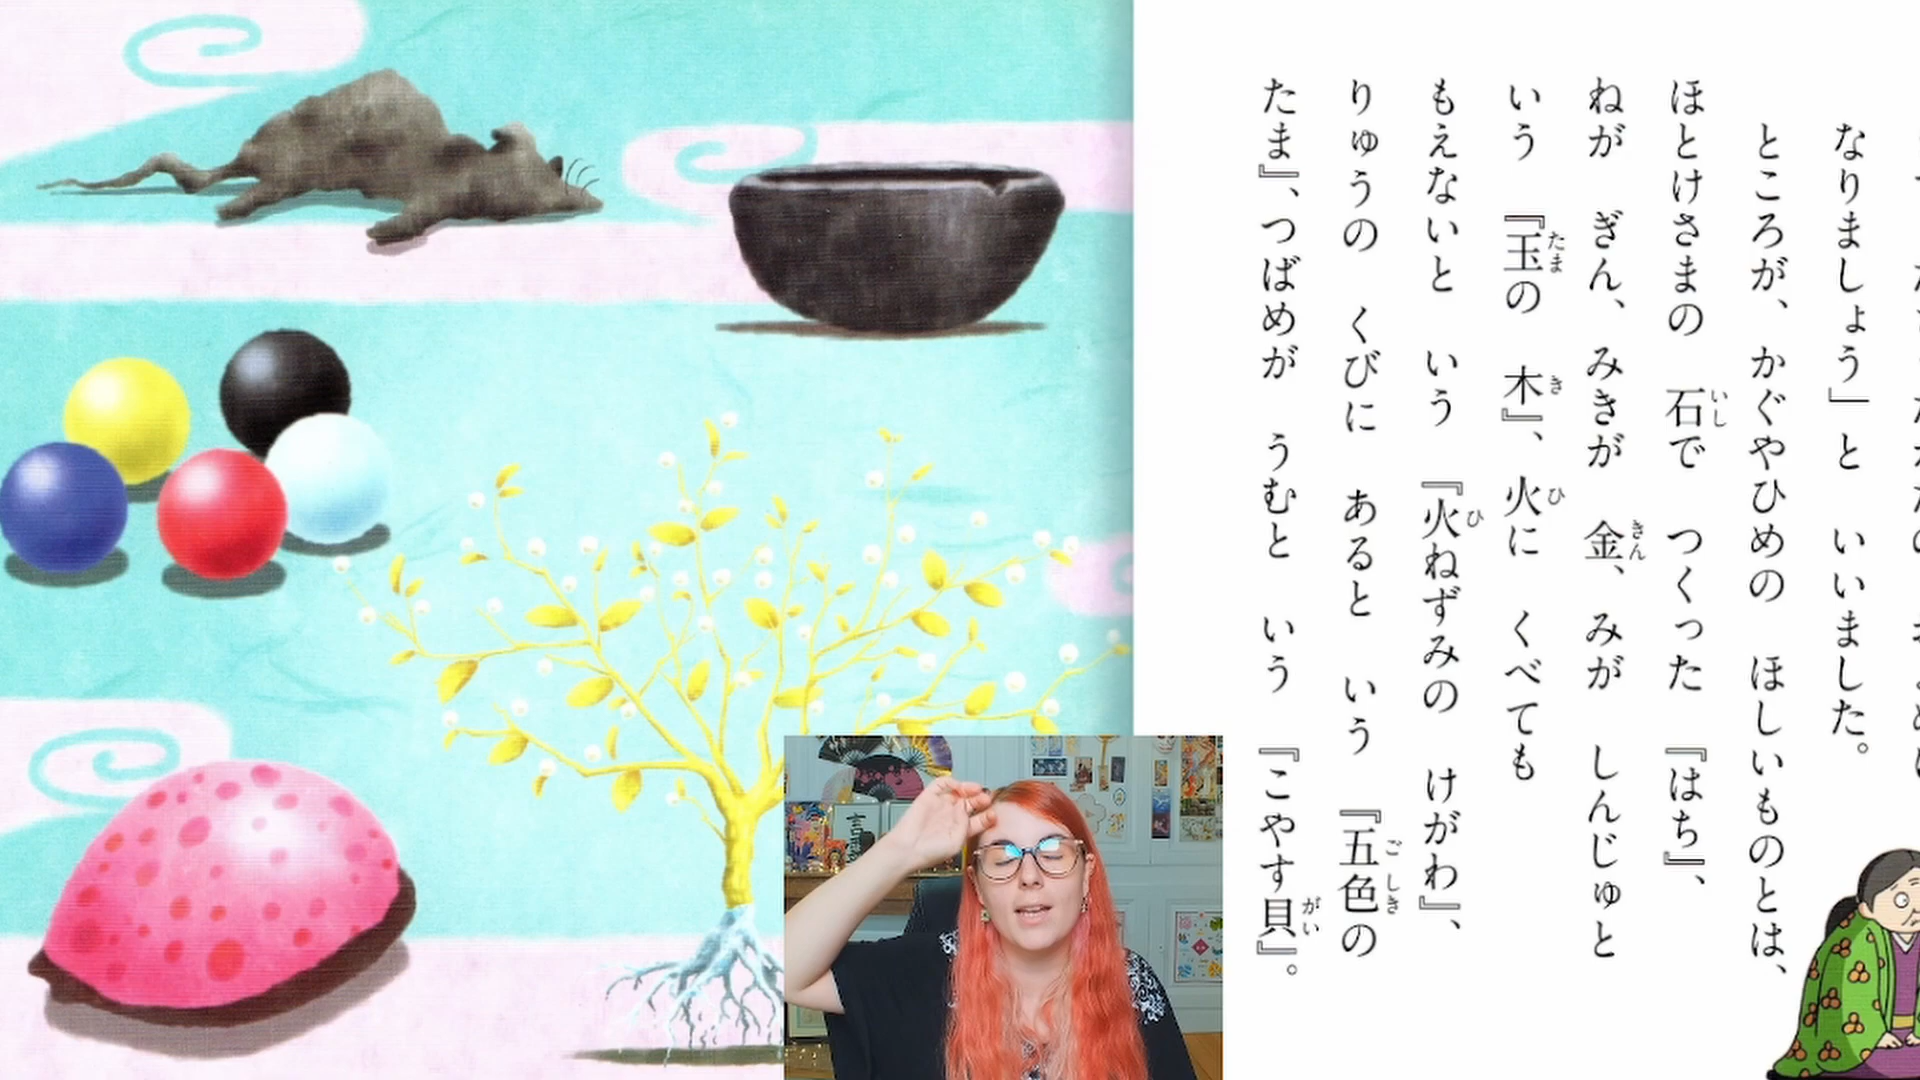 なりましょう」と いいました。
ところが、かぐやひめの ほしいものとは、
ほとけさまの 石で つくった 『はち』、
ねが ぎん、みきが 金、みが しんじゅと
いう 『玉の 木』、火に くべても
もえないと いう 『火ねずみの けがわ』、
りゅうの くびに あると いう 『五色の
たま』、つばめが うむと いう 『こやす貝』。